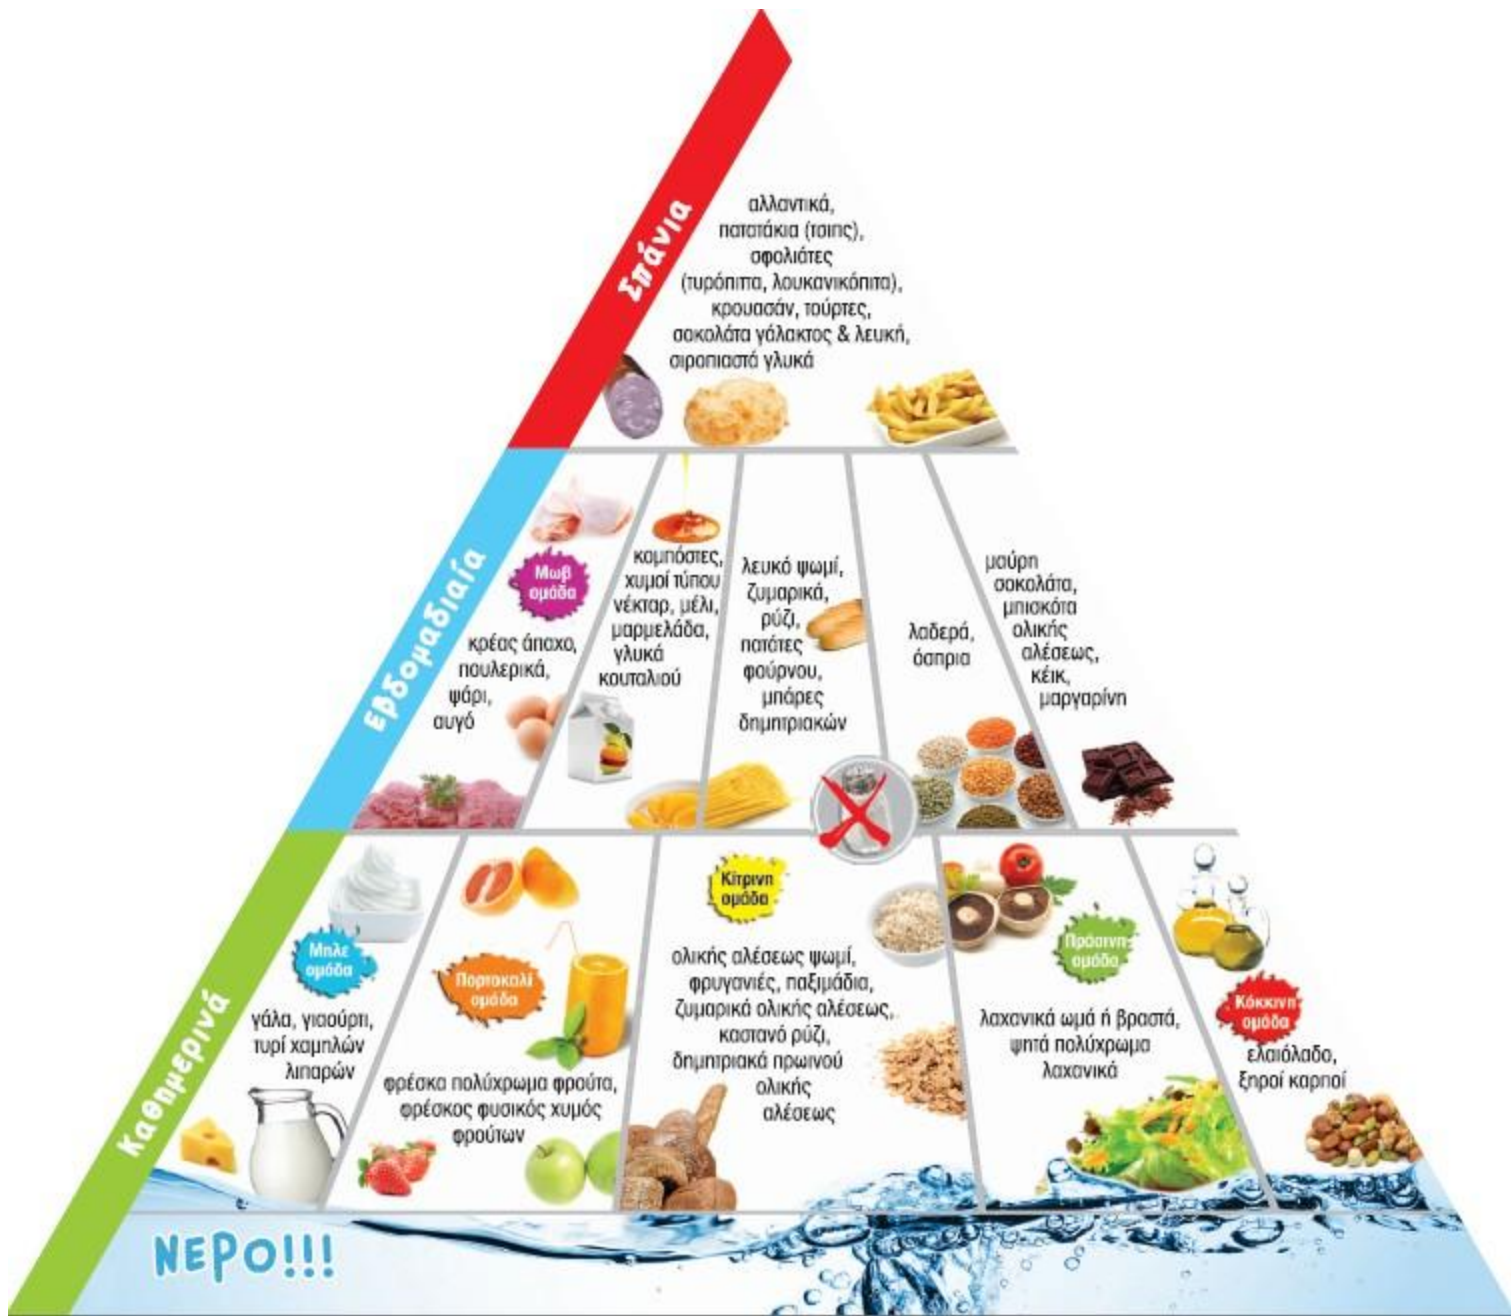 Σπάνια
αλλαντικά,
πατατάκια (τσιπς),
σφολιάτες
(τυρόπιττα, λουκανικόπιτα),
κρουασάν, τούρτες,
σοκολάτα γάλακτος & λευκή,
σιροπιαστά γλυκά
εβδομαδιαία
Μωβ
ομάδα
κρέας άπαχο,
πουλερικά,
ψάρι,
αυγό
κομπόστες,
χυμοί τύπου
νέκταρ, μέλι,
μαρμελάδα,
γλυκά
κουταλιού
λευκό ψωμί,
ζυμαρικά,
ρύζι,
πατάτες
φούρνου,
μπάρες
δημητριακών
λαδερά,
όσπρια
μαύρη
σοκολάτα,
μπισκότα
ολικής
αλέσεως,
κέικ,
μαργαρίνη
Καθημερινά
Μπλε
ομάδα
γάλα, γιαούρτι,
τυρί χαμηλών
λιπαρών
Πορτοκαλί
ομάδα
φρέσκα πολύχρωμα φρούτα,
φρέσκος φυσικός χυμός
φρούτων
Κίτρινη
ομάδα
ολικής αλέσεως ψωμί,
φρυγανιές, παξιμάδια,
ζυμαρικά ολικής αλέσεως,
καστανό ρύζι,
δημητριακά πρωινού
ολικής
αλέσεως
Πράσινη
ομάδα
λαχανικά ωμά ή βραστά,
ψητά πολύχρωμα
λαχανικά
Κόκκινη
ομάδα
ελαιόλαδο,
ξηροί καρποί
ΝΕΡΟ!!!